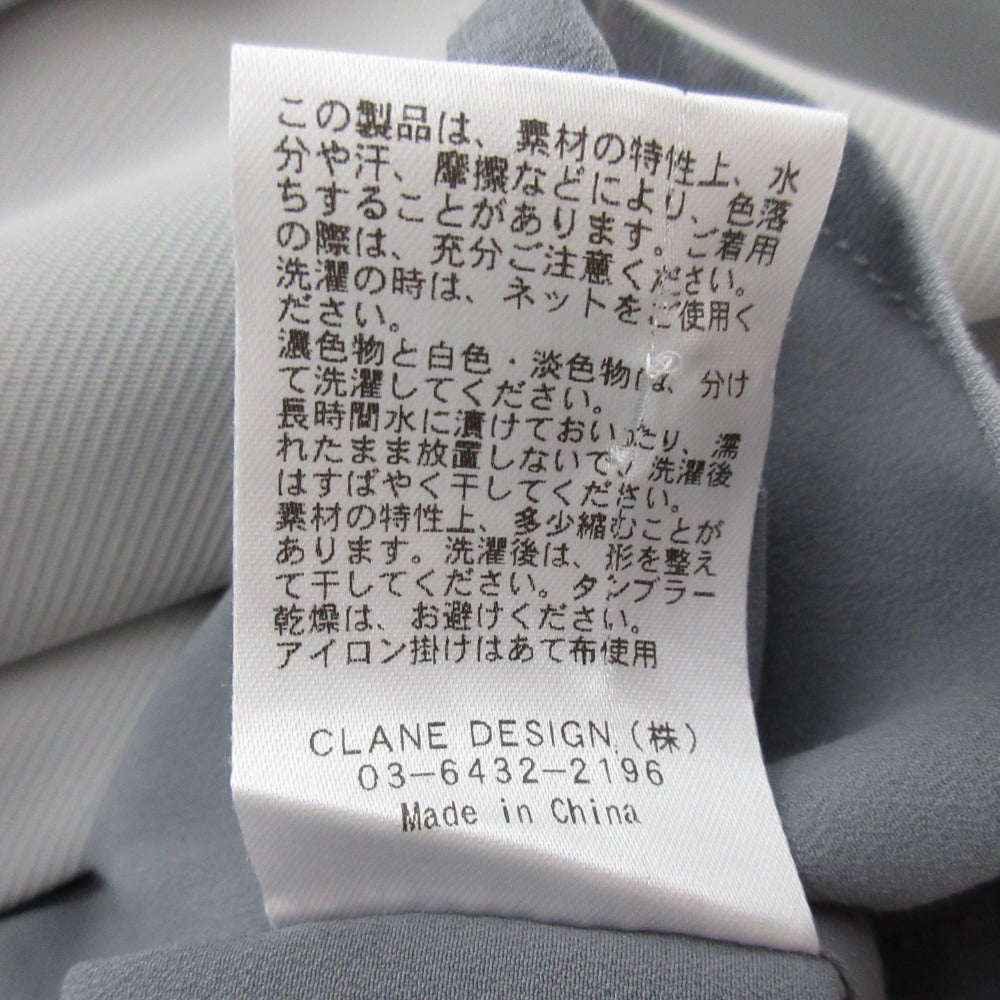 この製品は、素材の特性上、水
分や汗、摩擦などにより、色落
ちすることがあります。ご着用
の際は、充分ご注意ください。
洗濯の時は、ネットをご使用く
ださい。
濃色物と白色・淡色物は、分け
て洗濯してください。
長時間水に漬けておいたり、濡
れたまま放置しないで、洗濯後
はすばやく干してください。
素材の特性上、多少縮むことが
あります。洗濯後は、形を整え
て干してください。タンブラー
乾燥は、お避けください。
アイロン掛けはあて布使用
CLANE DESIGN (株)
03-6432-2196
Made in China